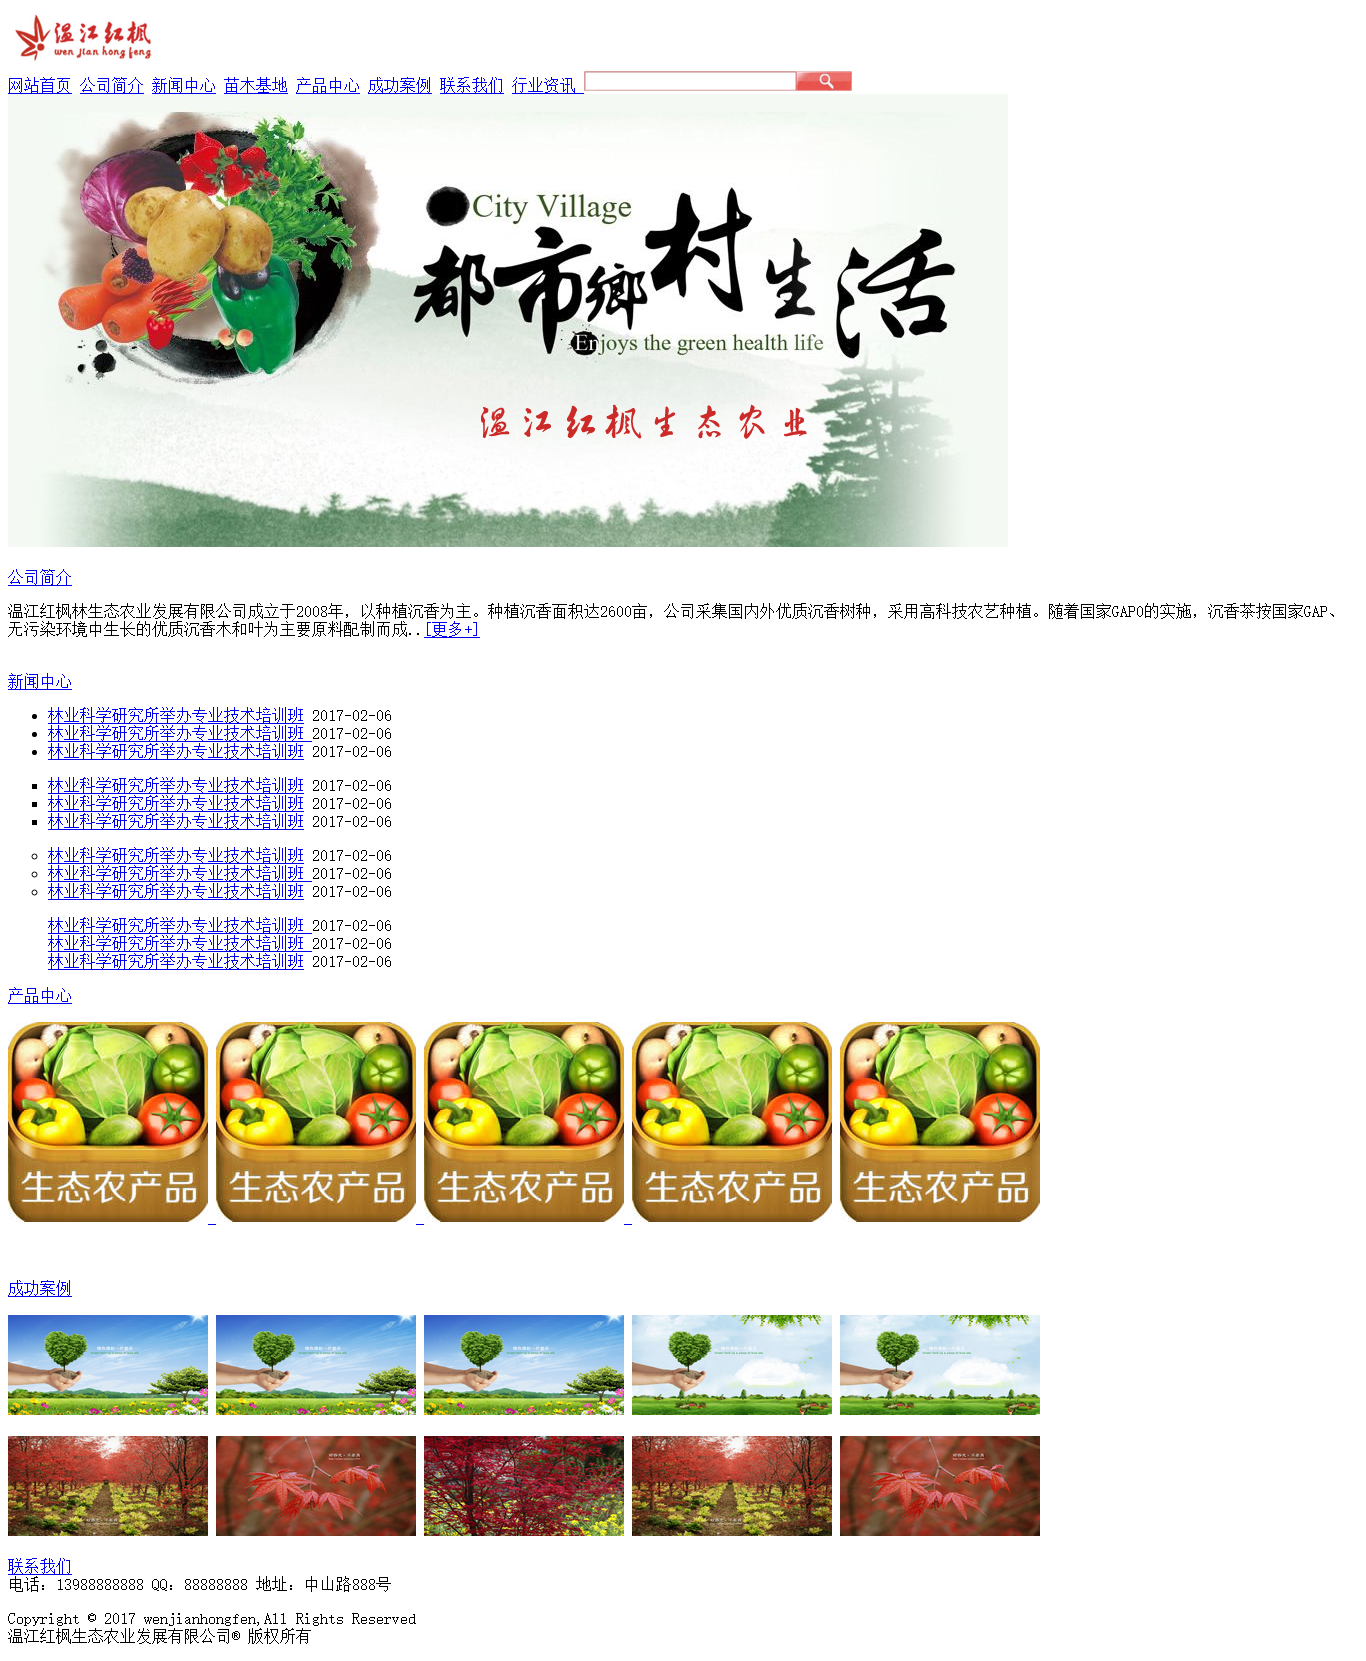 温江红枫
wen jian hong feng
网站首页 公司简介 新闻中心 苗木基地 产品中心 成功案例 联系我们 行业资讯
City Village
都市鄉村生活
Enjoys the green health life
温江红枫生态农业
公司简介
温江红枫林生态农业发展有限公司成立于2008年，以种植沉香为主。种植沉香面积达2600亩，公司采集国内外优质沉香树种，采用高科技农艺种植。随着国家GAPO的实施，沉香茶按国家GAP、
无污染环境中生长的优质沉香木和叶为主要原料配制而成..[更多+]
新闻中心
林业科学研究所举办专业技术培训班 2017-02-06
林业科学研究所举办专业技术培训班 2017-02-06
林业科学研究所举办专业技术培训班 2017-02-06
林业科学研究所举办专业技术培训班 2017-02-06
林业科学研究所举办专业技术培训班 2017-02-06
林业科学研究所举办专业技术培训班 2017-02-06
林业科学研究所举办专业技术培训班 2017-02-06
林业科学研究所举办专业技术培训班 2017-02-06
林业科学研究所举办专业技术培训班 2017-02-06
林业科学研究所举办专业技术培训班 2017-02-06
林业科学研究所举办专业技术培训班 2017-02-06
林业科学研究所举办专业技术培训班 2017-02-06
产品中心
生态农产品 生态农产品 生态农产品 生态农产品 生态农产品
成功案例
联系我们
电话：13988888888 QQ：88888888 地址：中山路888号
Copyright © 2017 wenjianhongfen,All Rights Reserved
温江红枫生态农业发展有限公司® 版权所有